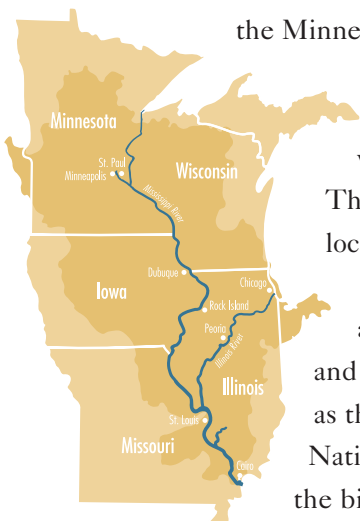 the Minne
Minnesota
St. Paul
Minneapolis
Wisconsin
Mississippi River
Th
loc
Dubuque
Chicago
Iowa
Rock Island
Peoria
Illinois River
a
and
Illinois
as th
St. Louis
Missouri
Nati
Cairo
the bi